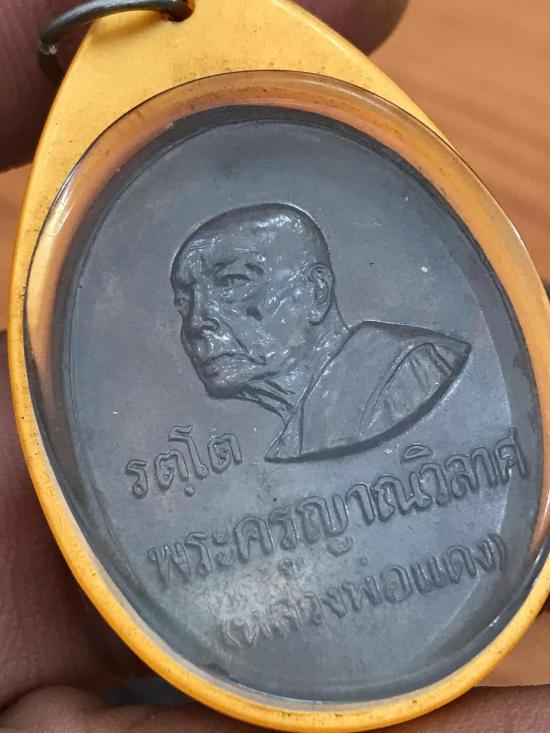 รตฺโต
พระครูญาณวิลาศ
(หลวงพ่อแดง)